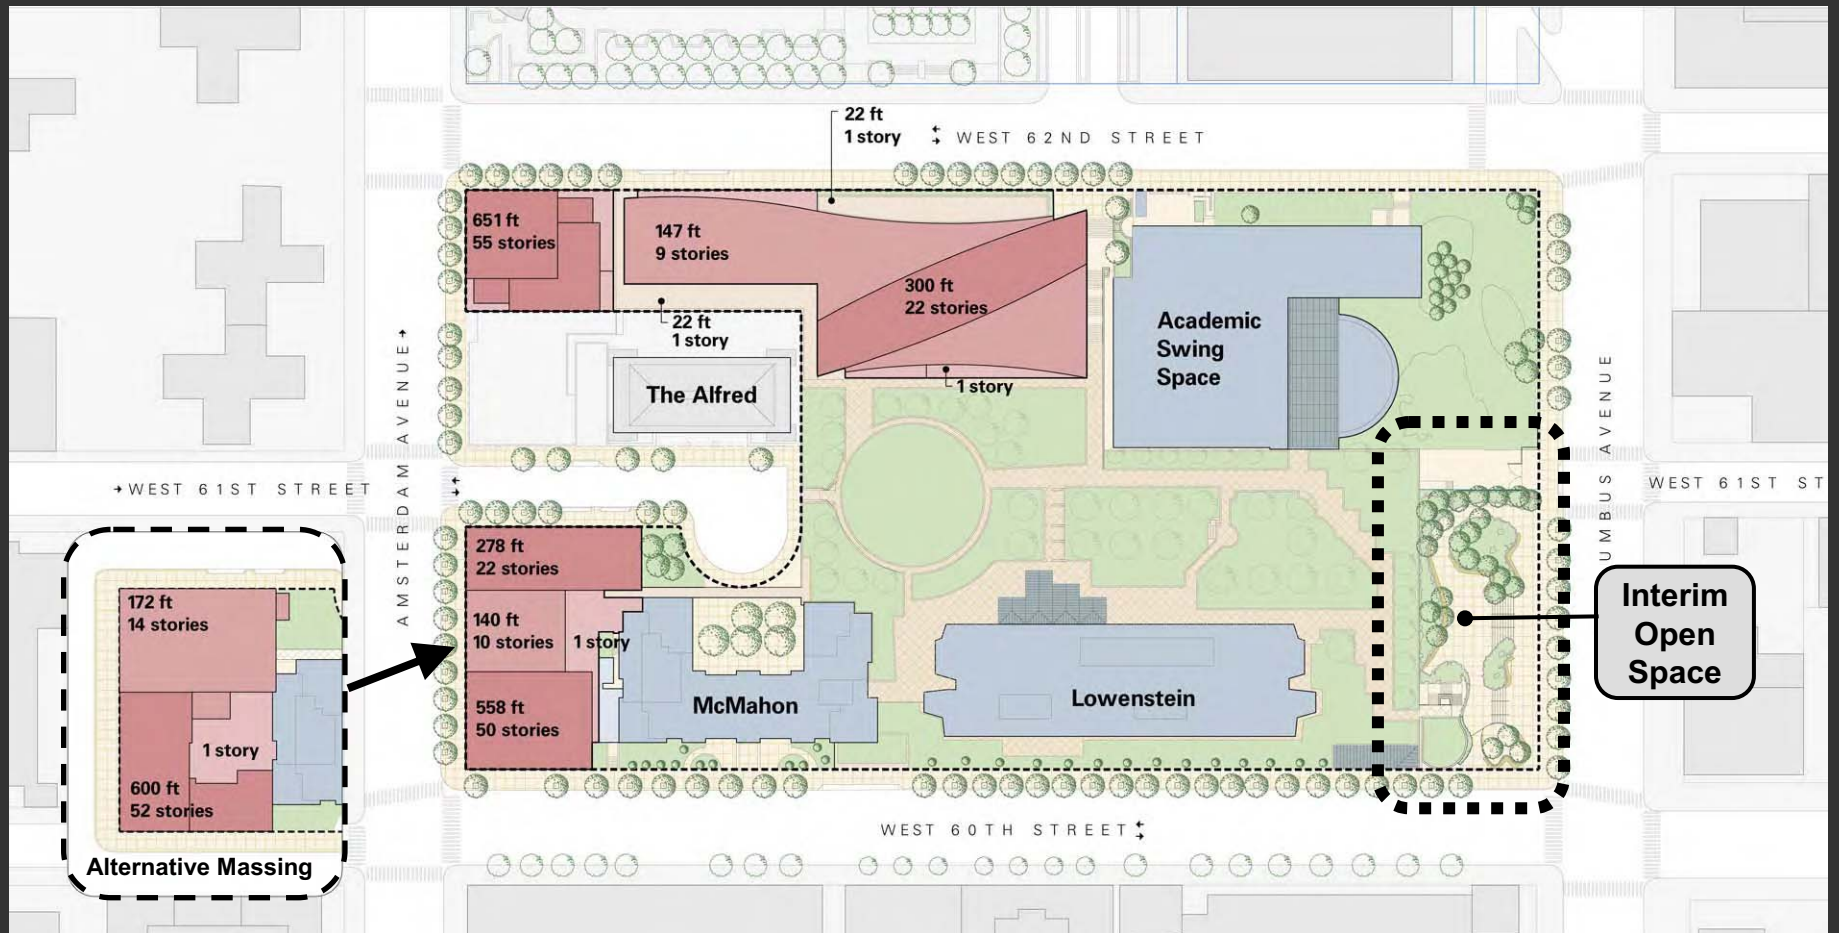 22 ft
1 story
WEST 62ND STREET
651 ft
55 stories
147 ft
9 stories
300 ft
22 stories
22 ft
1 story
1 story
The Alfred
Academic
Swing
Space
AMSTERDAM AVENUE
UMBUS AVENUE
WEST 61ST STREET
WEST 61ST ST
278 ft
22 stories
140 ft
10 stories
1 story
558 ft
50 stories
McMahon
Lowenstein
Interim
Open
Space
172 ft
14 stories
1 story
600 ft
52 stories
Alternative Massing
WEST 60TH STREET